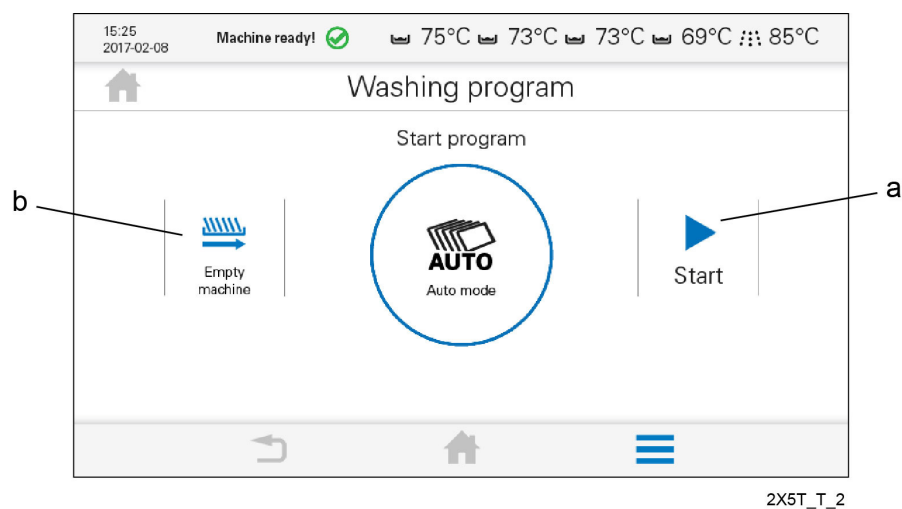 15:25
2017-02-08
Machine ready!
75°C 73°C 73°C 69°C 85°C
Washing program
Start program
b
a
AUTO
Auto mode
Empty
machine
Start
2X5T_T_2